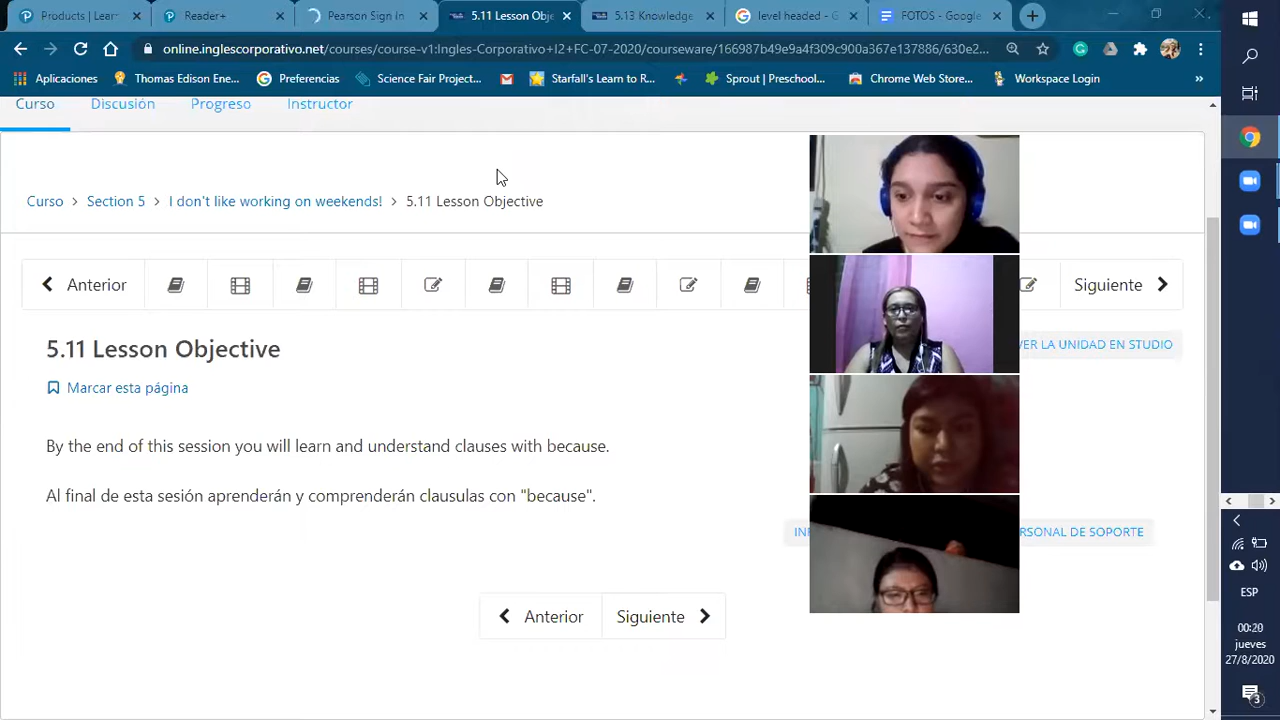 Products | Lear
Reader+
Pearson Sign In
5.11 Lesson Obje
5.13 Knowledge
level headed - G
FOTOS - Google
online.inglescorporativo.net/courses/course-v1:Ingles-Corporativo+I2+FC-07-2020/courseware/166987b49e9a4f309c900a367e137886/630e2...
Aplicaciones
Thomas Edison Ene...
Preferencias
Science Fair Project...
Starfall's Learn to R...
Sprout | Preschool...
Chrome Web Store...
Workspace Login
»
Curso
Discusión
Progreso
Instructor
Curso > Section 5 > I don't like working on weekends! > 5.11 Lesson Objective
Anterior
Siguiente
5.11 Lesson Objective
VER LA UNIDAD EN STUDIO
Marcar esta página
By the end of this session you will learn and understand clauses with because.
Al final de esta sesión aprenderán y comprenderán clausulas con "because".
RSONAL DE SOPORTE
Anterior
Siguiente
ESP
00:20
jueves
27/8/2020
3